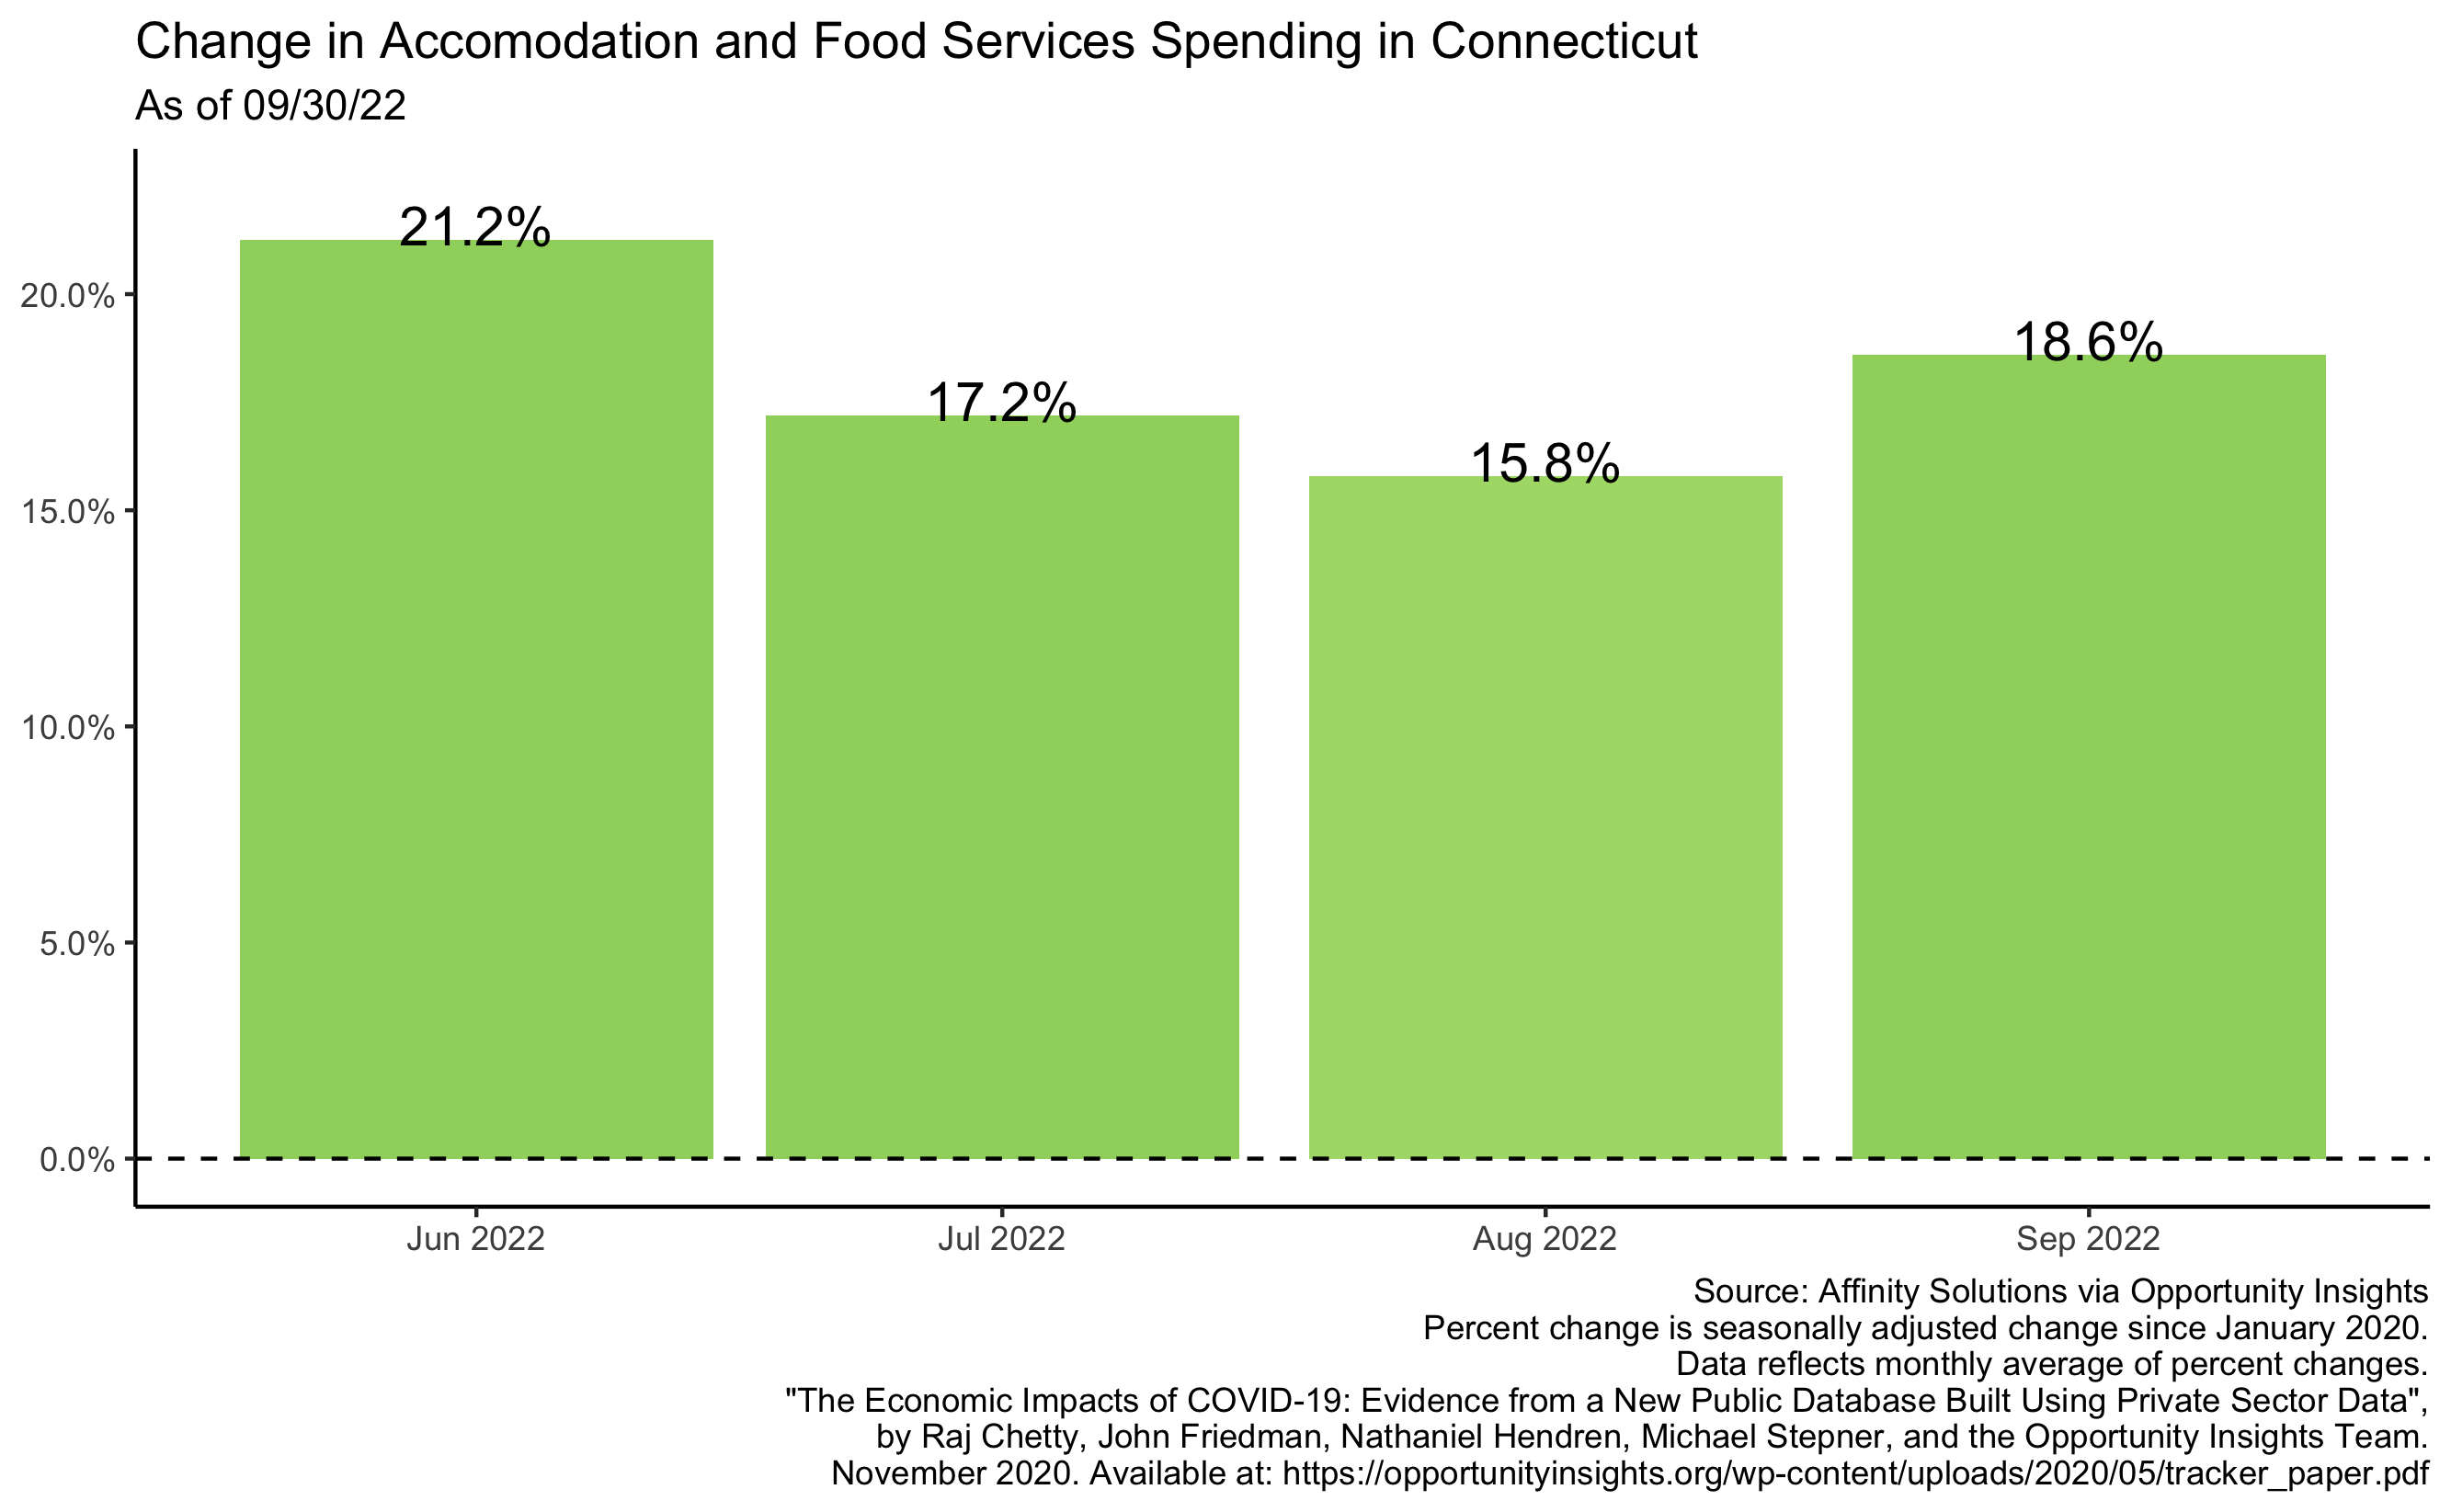 Change in Accomodation and Food Services Spending in Connecticut
As of 09/30/22
21.2%
17.2%
15.8%
18.6%
20.0%
15.0%
10.0%
5.0%
0.0%
Jun 2022
Jul 2022
Aug 2022
Sep 2022
Source: Affinity Solutions via Opportunity Insights
Percent change is seasonally adjusted change since January 2020.
Data reflects monthly average of percent changes.
"The Economic Impacts of COVID-19: Evidence from a New Public Database Built Using Private Sector Data",
by Raj Chetty, John Friedman, Nathaniel Hendren, Michael Stepner, and the Opportunity Insights Team.
November 2020. Available at: https://opportunityinsights.org/wp-content/uploads/2020/05/tracker_paper.pdf